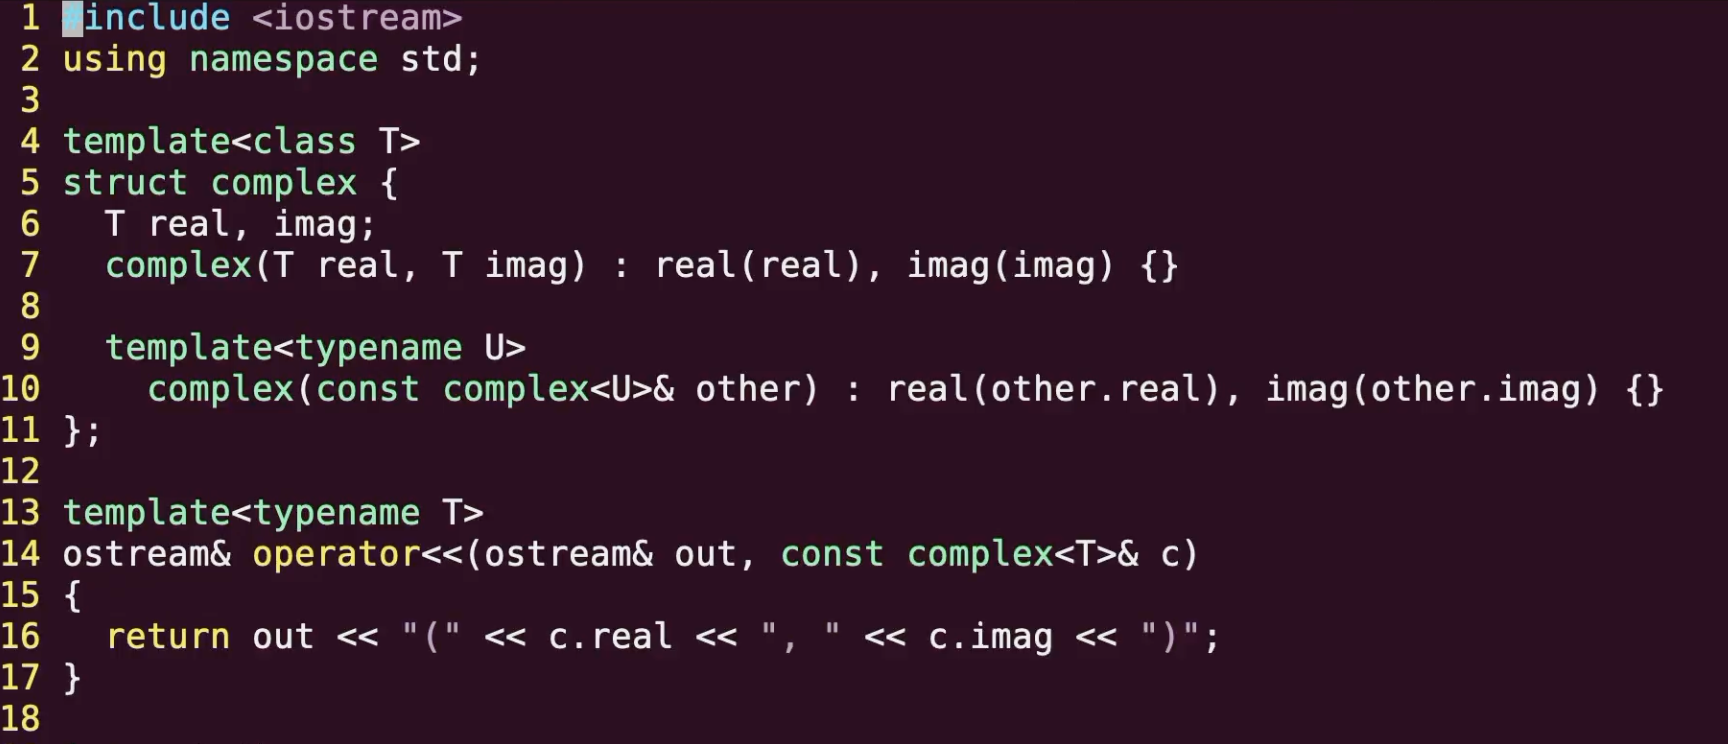 1 #include <iostream>
2 using namespace std;
3
4 template<class T>
5 struct complex {
6   T real, imag;
7   complex(T real, T imag) : real(real), imag(imag) {}
8
9   template<typename U>
10     complex(const complex<U>& other) : real(other.real), imag(other.imag) {}
11 };
12
13 template<typename T>
14 ostream& operator<<(ostream& out, const complex<T>& c)
15 {
16   return out << "(" << c.real << ", " << c.imag << ")";
17 }
18